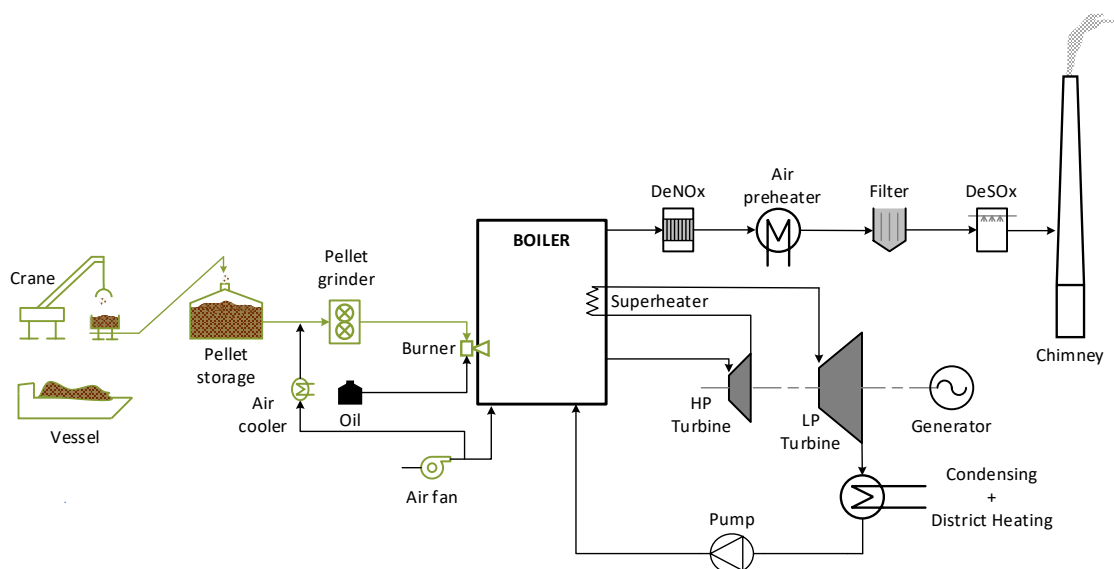 DeNOx
Air
preheater
Filter
DeSOx
BOILER
Crane
Pellet
grinder
Superheater
Burner
Pellet
storage
Chimney
Air
cooler
Oil
HP
Turbine
LP
Turbine
Generator
Vessel
Air fan
Condensing
+
District Heating
Pump